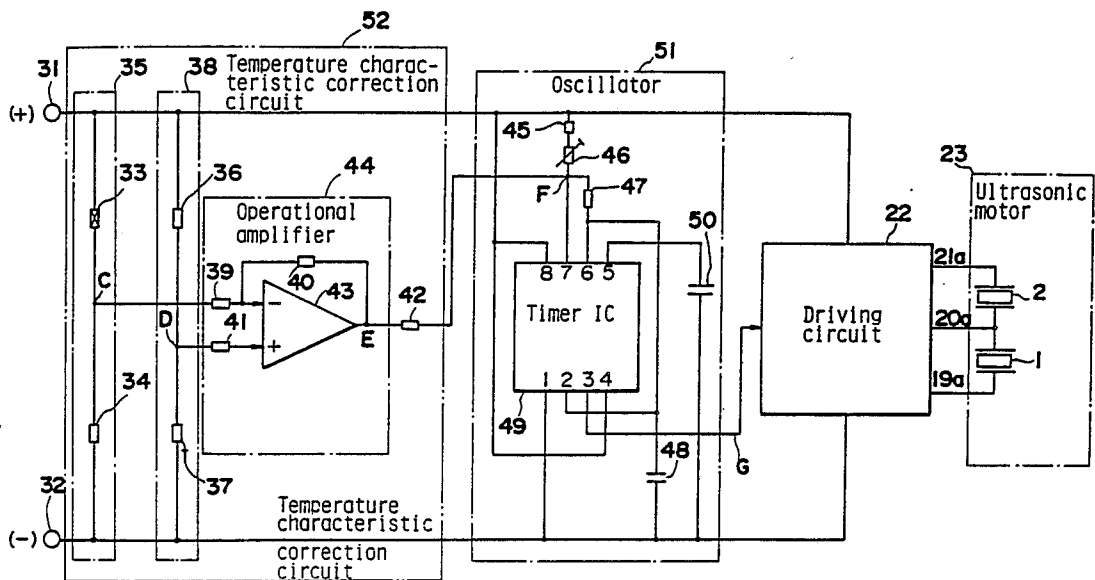 52
51
31
35
38
Temperature charac-
teristic correction
circuit
Oscillator
(+)
45
46
23
33
36
44
F
47
Ultrasonic
motor
Operational
amplifier
22
50
21a
40
8 7 6 5
C
39
43
42
2
Timer IC
Driving
circuit
D
41
−
+
E
20a
1
1 2 3 4
19a
34
49
37
48
G
32
(−)
Temperature
characteristic
correction
circuit